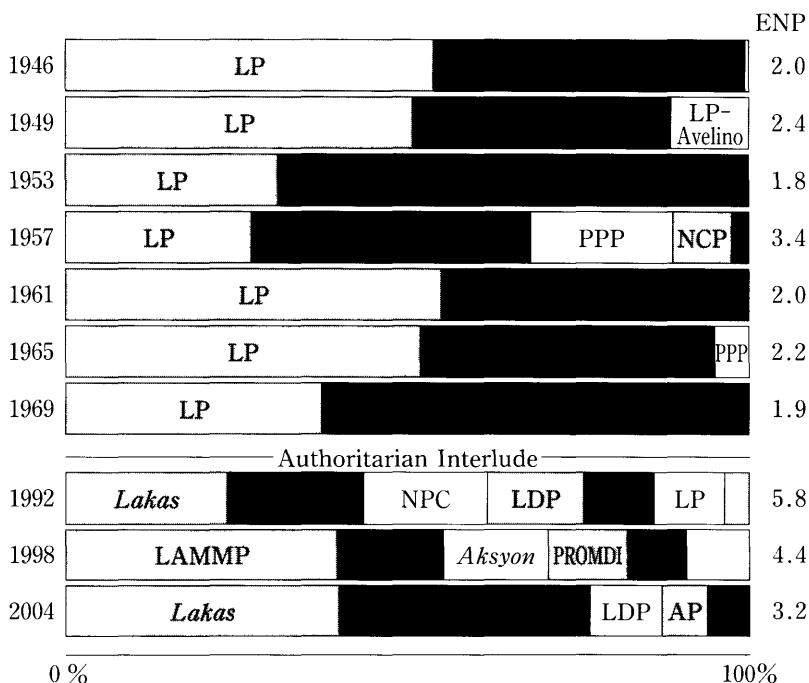 ENP
1946 LP 2.0
1949 LP LP-Avelino 2.4
1953 LP 1.8
1957 LP PPP NCP 3.4
1961 LP 2.0
1965 LP PPP 2.2
1969 LP 1.9
Authoritarian Interlude
1992 Lakas NPC LDP LP 5.8
1998 LAMMP Aksyon PROMDI 4.4
2004 Lakas LDP AP 3.2
0 % 100%